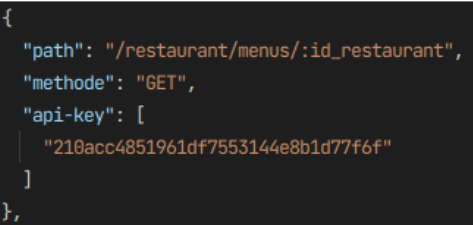 {
"path": "/restaurant/menus/:id_restaurant",
"methode": "GET",
"api-key": [
"210acc4851961df7553144e8b1d77f6f"
]
},